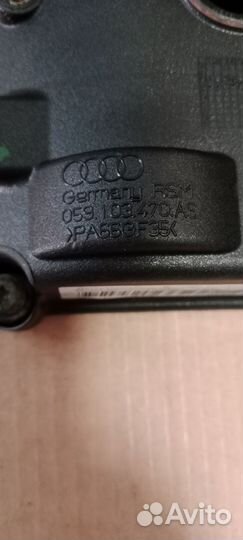 Germany RSM
059.103.470.AS
>PA66GF35<
Avito